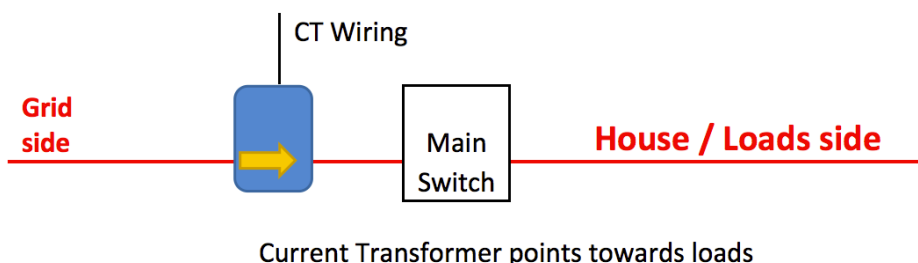 CT Wiring
Grid
side
Main
Switch
House / Loads side
Current Transformer points towards loads